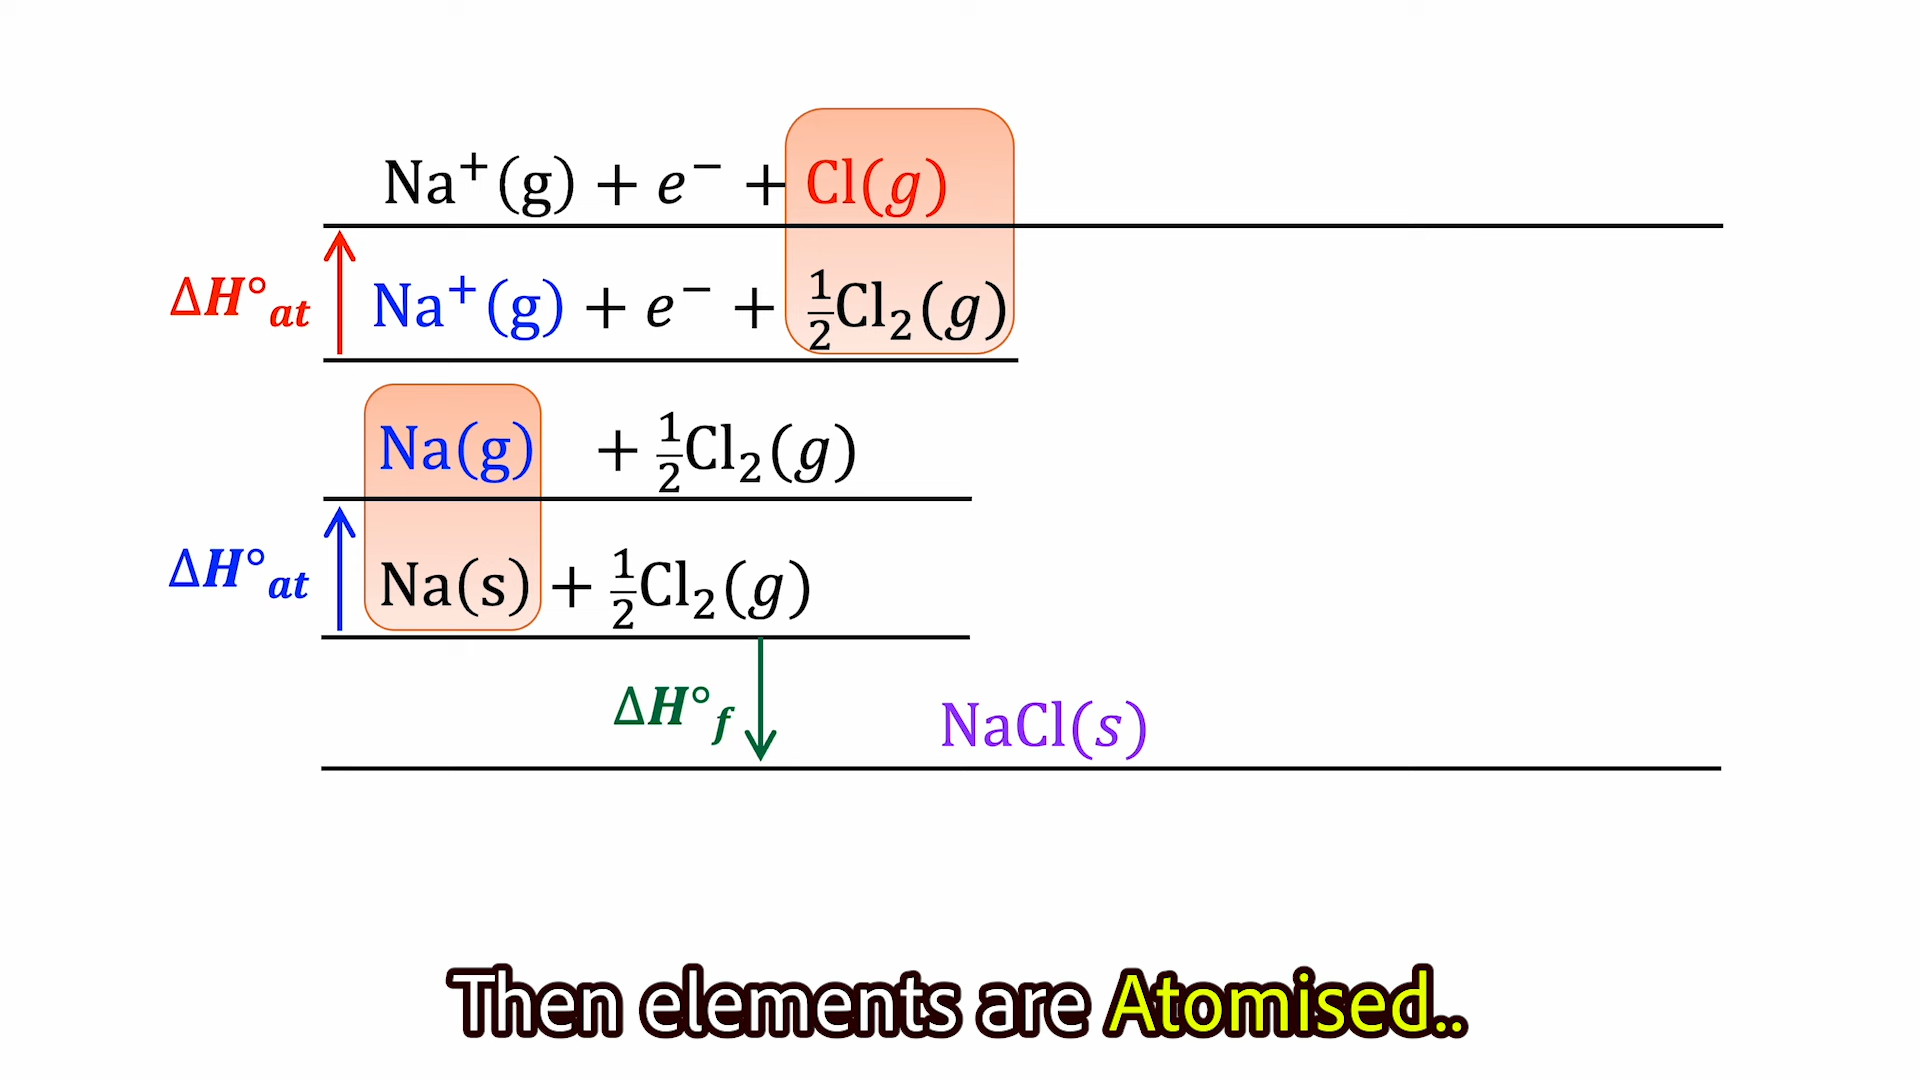 Na⁺(g) + e⁻ + Cl(g)
ΔH°at Na⁺(g) + e⁻ + ½Cl₂(g)
Na(g) + ½Cl₂(g)
ΔH°at Na(s) + ½Cl₂(g)
ΔH°f NaCl(s)
Then elements are Atomised..